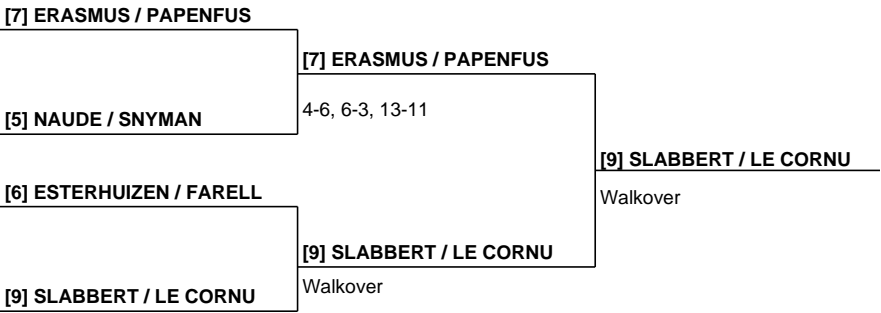 [7] ERASMUS / PAPENFUS
[7] ERASMUS / PAPENFUS
4-6, 6-3, 13-11
[5] NAUDE / SNYMAN
[9] SLABBERT / LE CORNU
Walkover
[6] ESTERHUIZEN / FARELL
[9] SLABBERT / LE CORNU
Walkover
[9] SLABBERT / LE CORNU